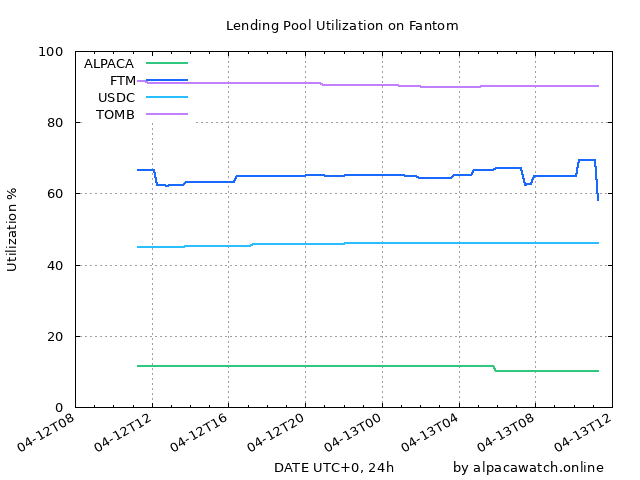 Lending Pool Utilization on Fantom
100
80
60
40
20
0
Utilization %
ALPACA
FTM
USDC
TOMB
04-12T08
04-12T12
04-12T16
04-12T20
04-13T00
04-13T04
04-13T08
04-13T12
DATE UTC+0, 24h
by alpacawatch.online